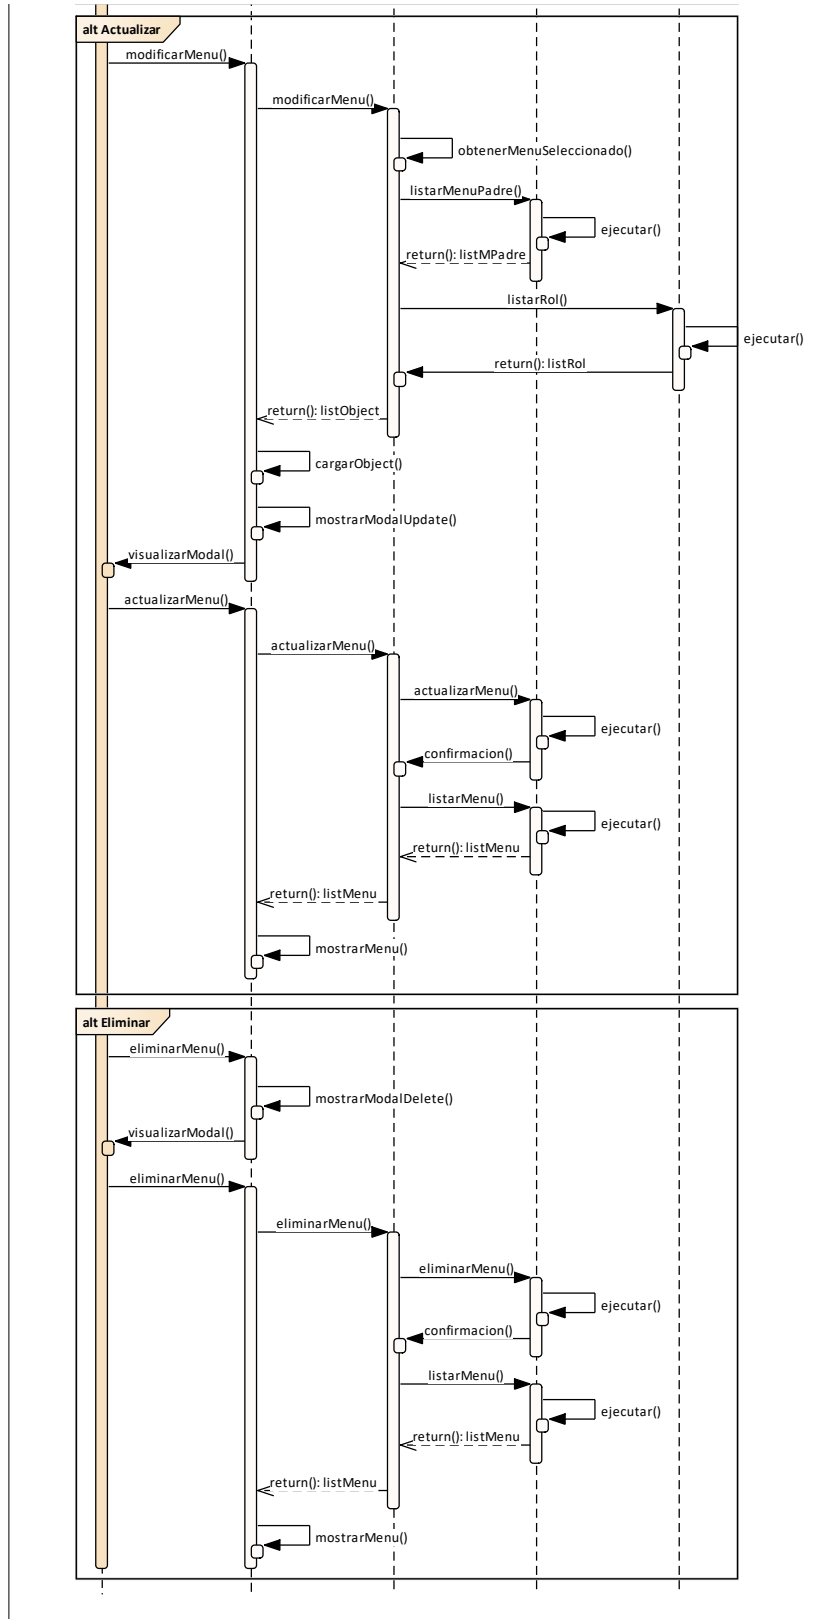 alt Actualizar
modificarMenu()
modificarMenu()
obtenerMenuSeleccionado()
listarMenuPadre()
ejecutar()
return(): listMPadre
listarRol()
ejecutar()
return(): listRol
return(): listObject
cargarObject()
mostrarModalUpdate()
visualizarModal()
actualizarMenu()
actualizarMenu()
actualizarMenu()
ejecutar()
confirmacion()
listarMenu()
ejecutar()
return(): listMenu
return(): listMenu
mostrarMenu()
alt Eliminar
eliminarMenu()
mostrarModalDelete()
visualizarModal()
eliminarMenu()
eliminarMenu()
eliminarMenu()
ejecutar()
confirmacion()
listarMenu()
ejecutar()
return(): listMenu
return(): listMenu
mostrarMenu()